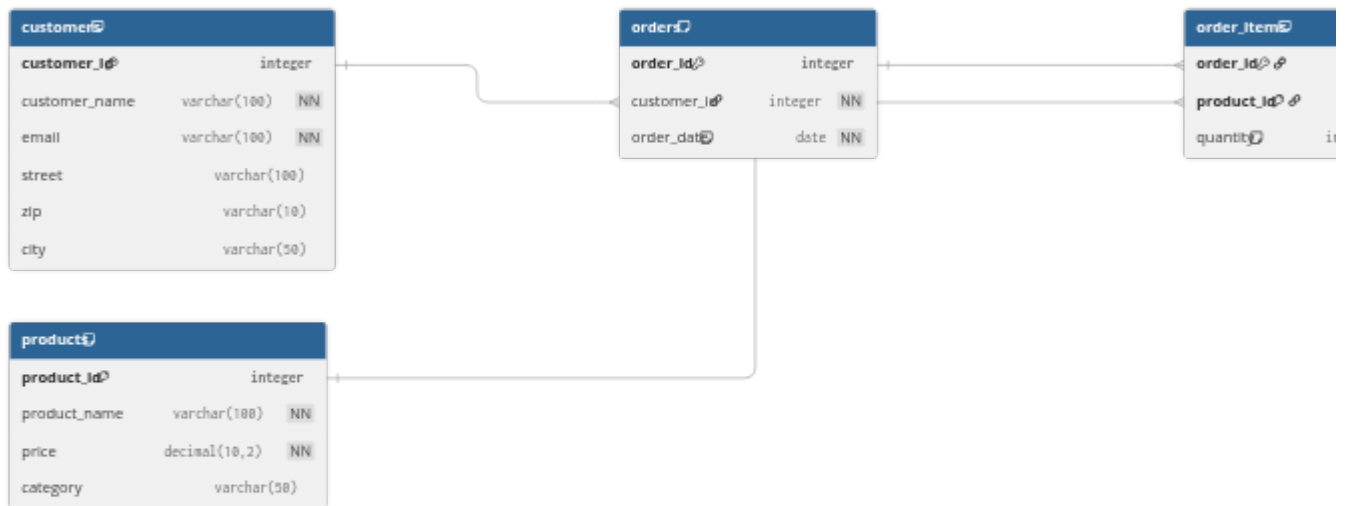 customers
customer_id integer
customer_name varchar(100) NN
email varchar(100) NN
street varchar(100)
zip varchar(10)
city varchar(50)
orders
order_id integer
customer_id integer NN
order_date date NN
order_items
order_id
product_id
quantity
products
product_id integer
product_name varchar(100) NN
price decimal(10,2) NN
category varchar(50)